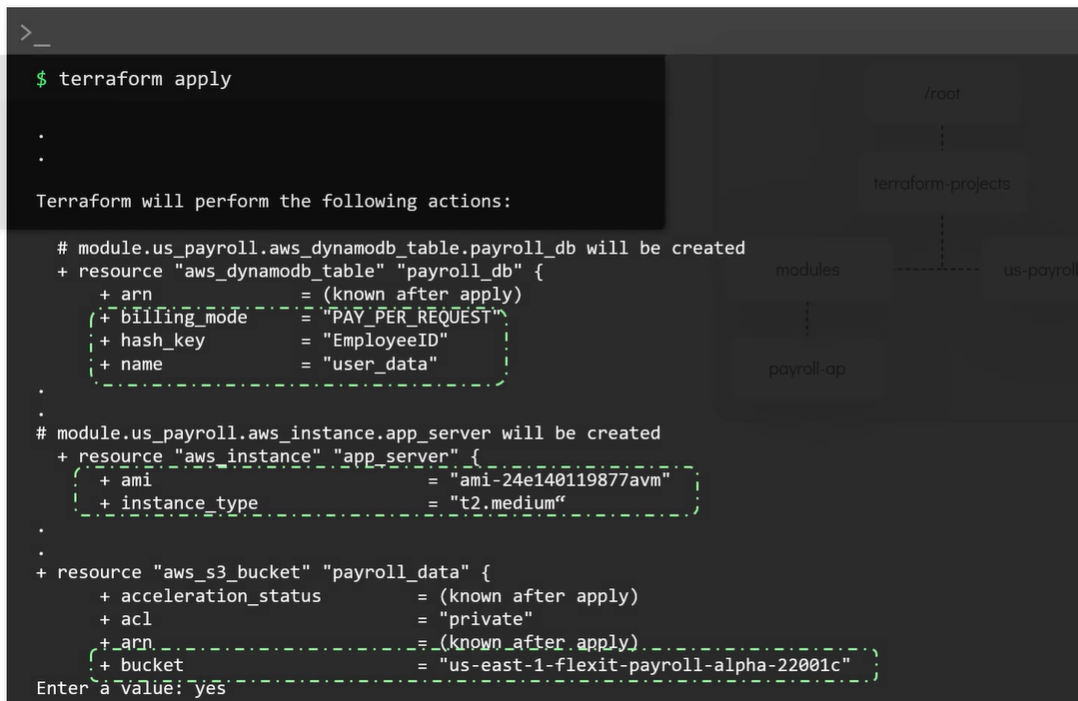 >_
$ terraform apply
.
.
Terraform will perform the following actions:
# module.us_payroll.aws_dynamodb_table.payroll_db will be created
+ resource "aws_dynamodb_table" "payroll_db" {
+ arn = (known after apply)
+ billing_mode = "PAY_PER_REQUEST"
+ hash_key = "EmployeeID"
+ name = "user_data"
.
.
# module.us_payroll.aws_instance.app_server will be created
+ resource "aws_instance" "app_server" {
+ ami = "ami-24e140119877avm"
+ instance_type = "t2.medium“
.
.
+ resource "aws_s3_bucket" "payroll_data" {
+ acceleration_status = (known after apply)
+ acl = "private"
+ arn = (known after apply)
+ bucket = "us-east-1-flexit-payroll-alpha-22001c"
Enter a value: yes
/root
terraform-projects
modules
us-payroll
payroll-ap